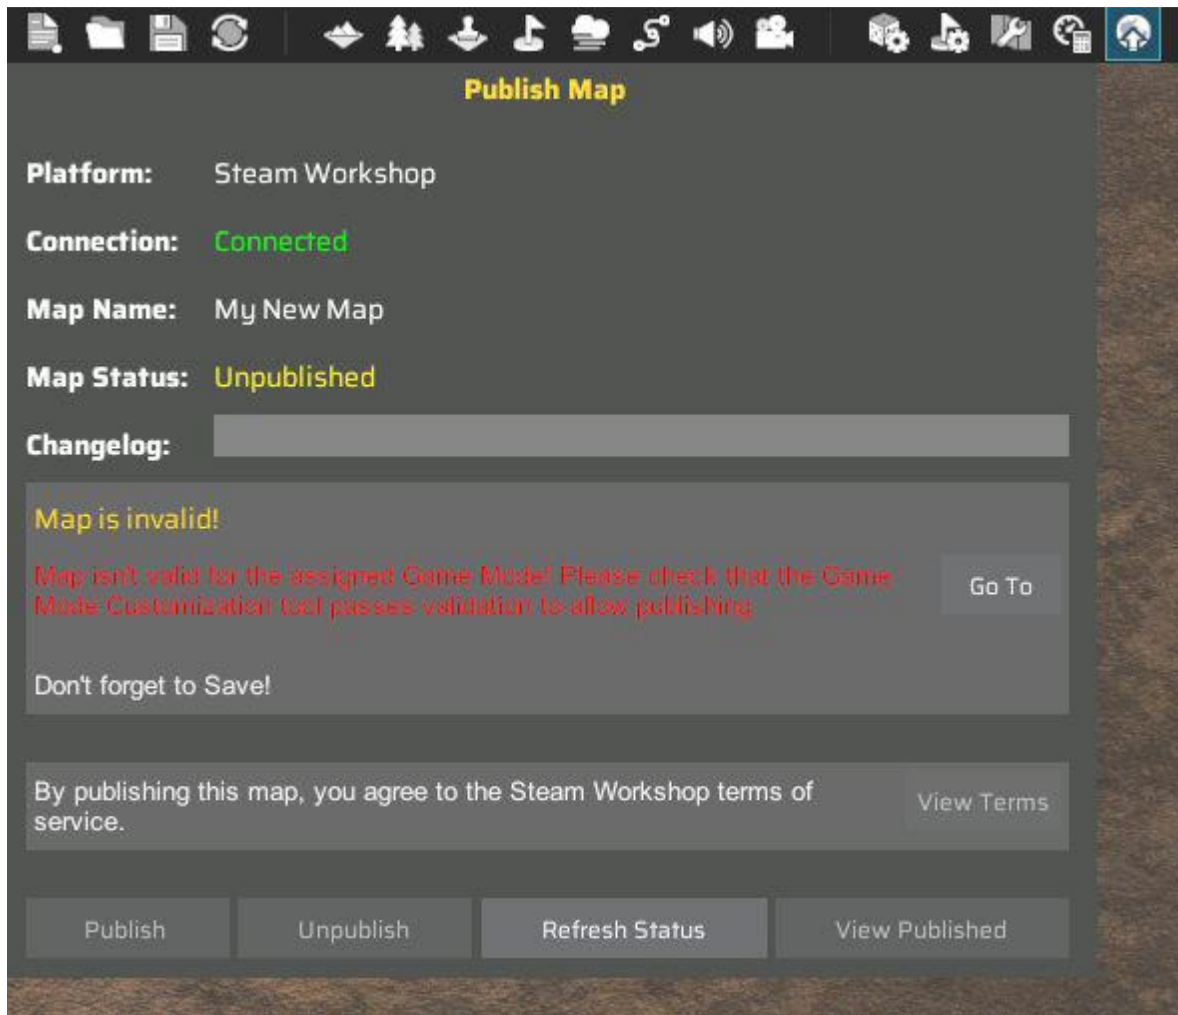 Publish Map
Platform: Steam Workshop
Connection: Connected
Map Name: My New Map
Map Status: Unpublished
Changelog:
Map is invalid!
Map isn't valid for the assigned Game Mode! Please check that the Game
Mode Customization tool passes validation to allow publishing
Go To
Don't forget to Save!
By publishing this map, you agree to the Steam Workshop terms of
service.
View Terms
Publish Unpublish Refresh Status View Published